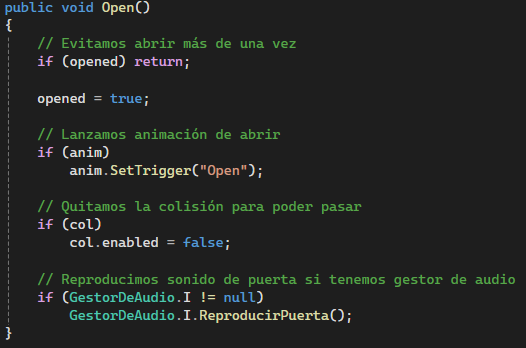 public void Open()
{
    // Evitamos abrir más de una vez
    if (opened) return;

    opened = true;

    // Lanzamos animación de abrir
    if (anim)
        anim.SetTrigger("Open");

    // Quitamos la colisión para poder pasar
    if (col)
        col.enabled = false;

    // Reproducimos sonido de puerta si tenemos gestor de audio
    if (GestorDeAudio.I != null)
        GestorDeAudio.I.ReproducirPuerta();
}